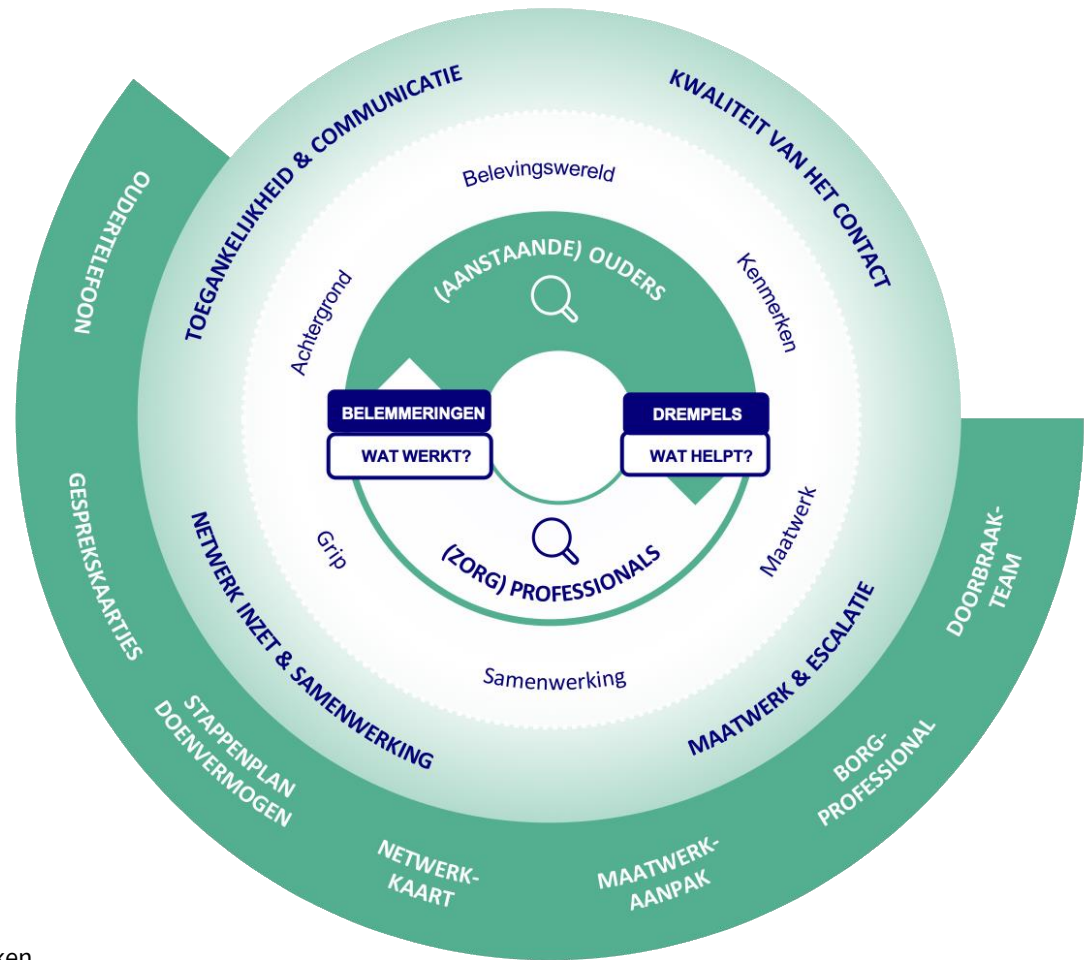 TOEGANKELIJKHEID & COMMUNICATIE
KWALITEIT VAN HET CONTACT
OUDERTELEFOON
Belevingswereld
Achtergrond
Kenmerken
(AANSTAANDE) OUDERS
BELEMMERINGEN
WAT WERKT?
DREMPELS
WAT HELPT?
(ZORG) PROFESSIONALS
Grip
Maatwerk
Samenwerking
NETWERK INZET & SAMENWERKING
MAATWERK & ESCALATIE
GESPREKSKAARTJES
STAPPENPLAN
DOENVERMOGEN
NETWERK-
KAART
MAATWERK-
AANPAK
BORG-
PROFESSIONAL
DOORBRAAK-
TEAM